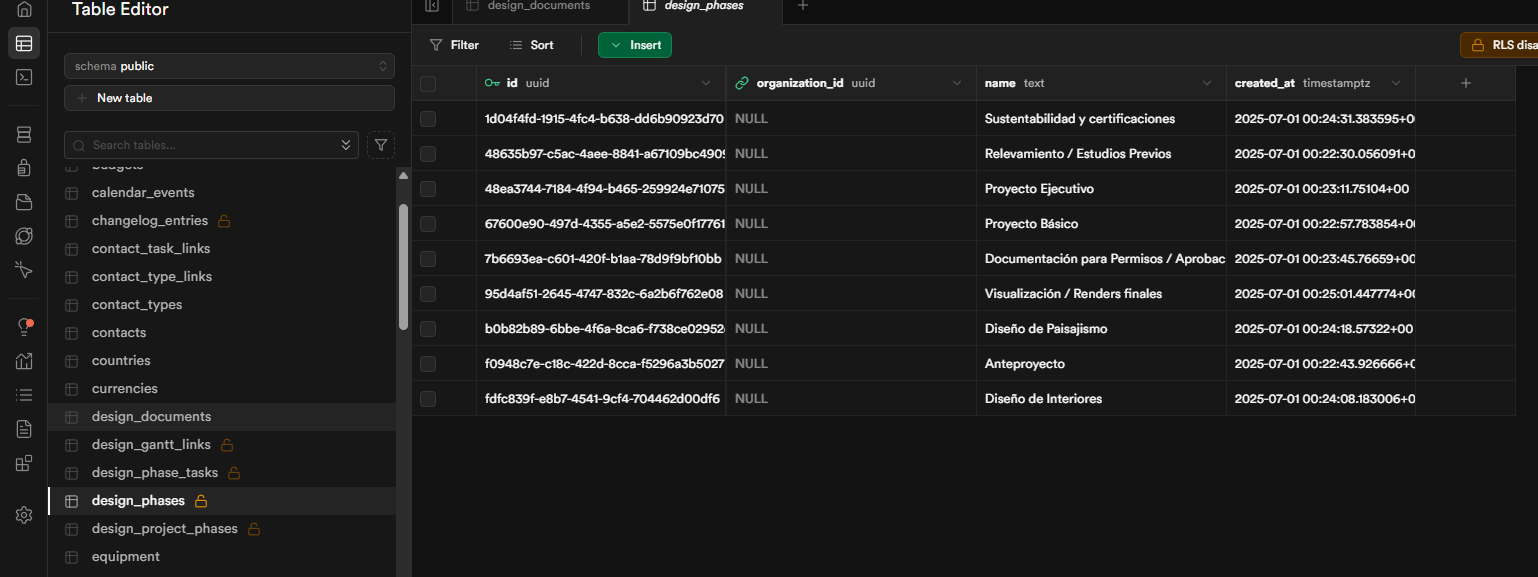 Table Editor
schema public
New table
Search tables...
budgets
calendar_events
changelog_entries
contact_task_links
contact_type_links
contact_types
contacts
countries
currencies
design_documents
design_gantt_links
design_phase_tasks
design_phases
design_project_phases
equipment
design_documents
design_phases
Filter Sort Insert RLS disa
id uuid organization_id uuid name text created_at timestamptz
1d04f4fd-1915-4fc4-b638-dd6b90923d70 NULL Sustentabilidad y certificaciones 2025-07-01 00:24:31.383595+0
48635b97-c5ac-4aee-8841-a67109bc490 NULL Relevamiento / Estudios Previos 2025-07-01 00:22:30.056091+0
48ea3744-7184-4f94-b465-259924e71075 NULL Proyecto Ejecutivo 2025-07-01 00:23:11.75104+00
67600e90-497d-4355-a5e2-5575e0f17761 NULL Proyecto Básico 2025-07-01 00:22:57.783854+00
7b6693ea-c601-420f-b1aa-78d9f9bf10bb NULL Documentación para Permisos / Aprobac 2025-07-01 00:23:45.76659+00
95d4af51-2645-4747-832c-6a2b6f762e08 NULL Visualización / Renders finales 2025-07-01 00:25:01.447774+00
b0b82b89-6bbe-4f6a-8ca6-f738ce02952 NULL Diseño de Paisajismo 2025-07-01 00:24:18.57322+00
f0948c7e-c18c-422d-8cca-f5296a3b5027 NULL Anteproyecto 2025-07-01 00:22:43.926666+0
fdfc839f-e8b7-4541-9cf4-704462d00df6 NULL Diseño de Interiores 2025-07-01 00:24:08.183006+0